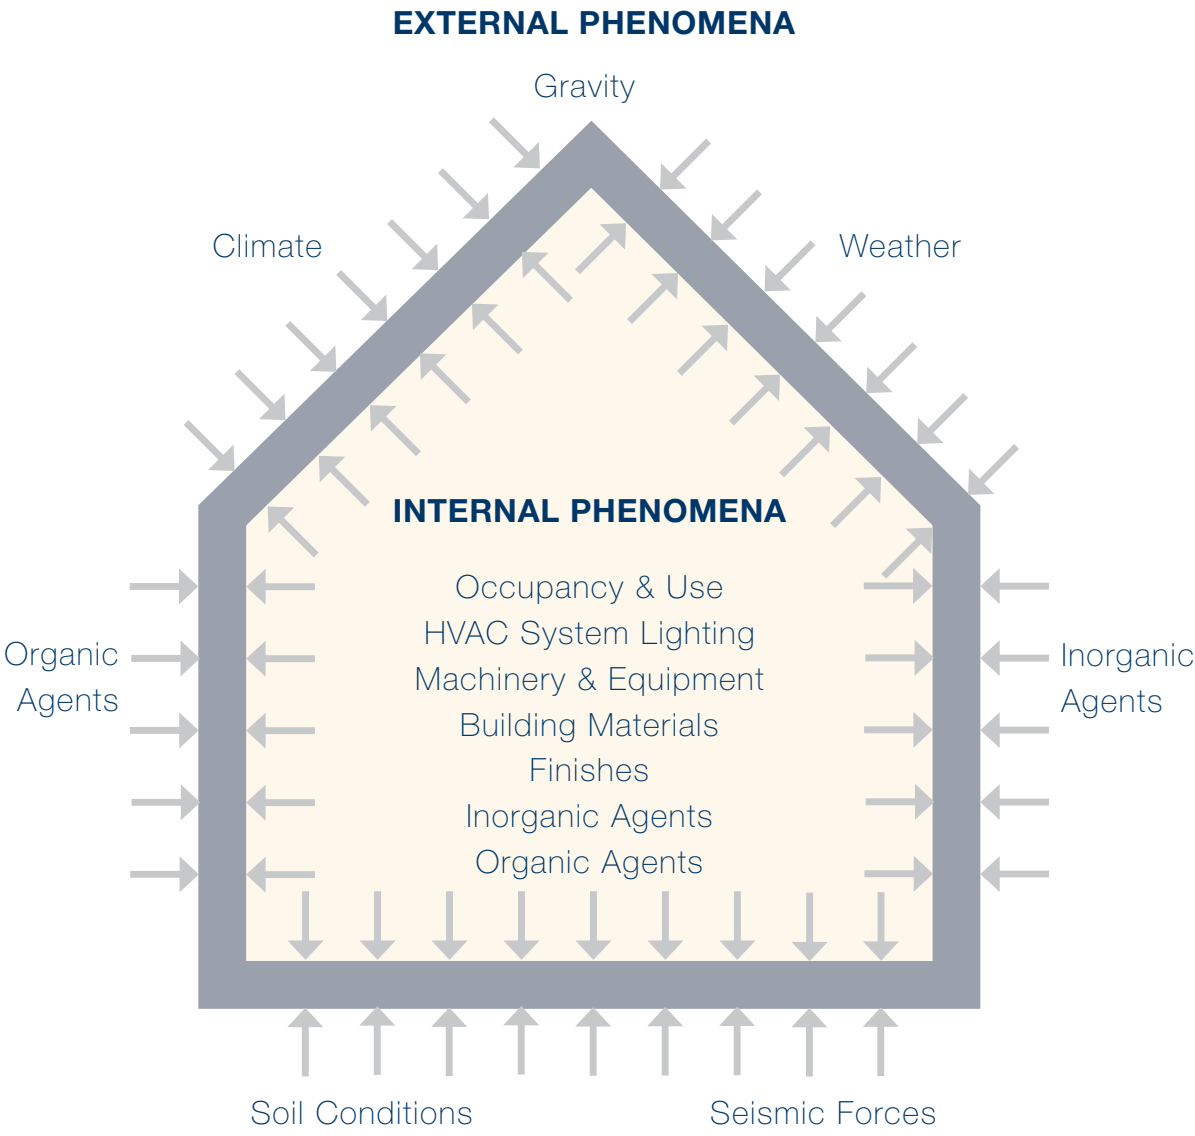 EXTERNAL PHENOMENA
Gravity
Climate
Weather
INTERNAL PHENOMENA
Occupancy & Use
HVAC System Lighting
Machinery & Equipment
Building Materials
Finishes
Inorganic Agents
Organic Agents
Organic
Agents
Inorganic
Agents
Soil Conditions
Seismic Forces